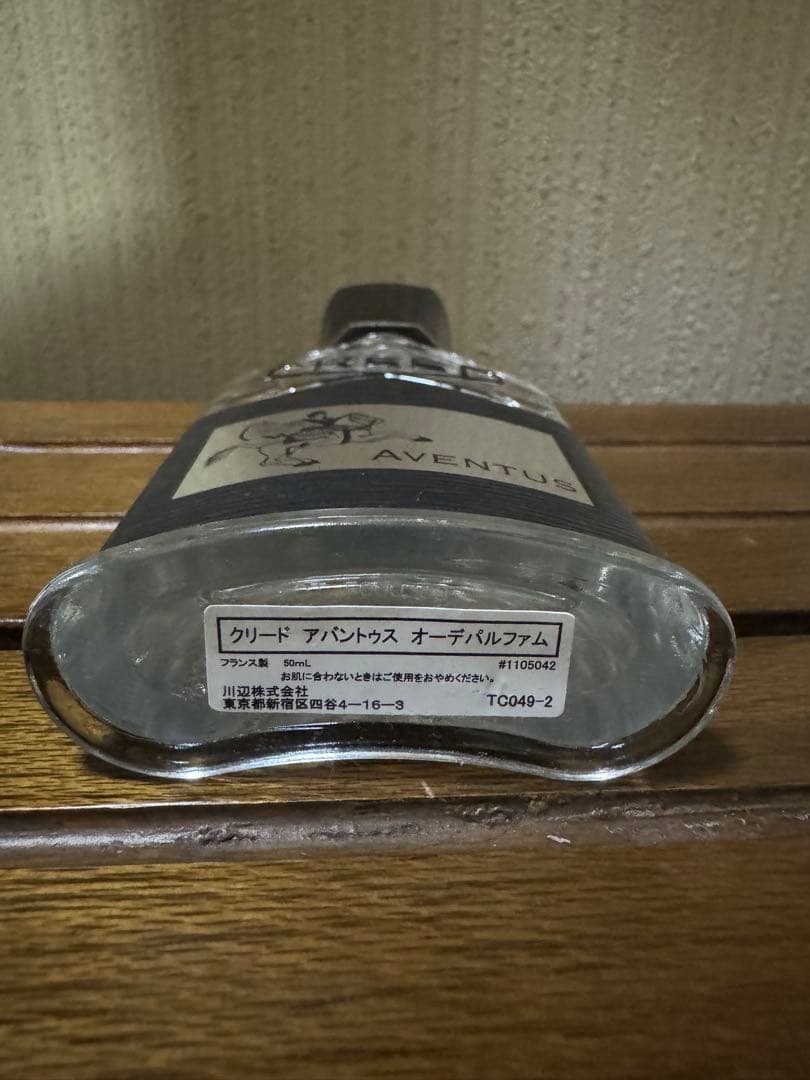 CREED
AVENTUS
クリード アバントゥス オーデパルファム
フランス製 50mL #1105042
お肌に合わないときはご使用をおやめください。
川辺株式会社
東京都新宿区四谷4－16－3 TC049-2